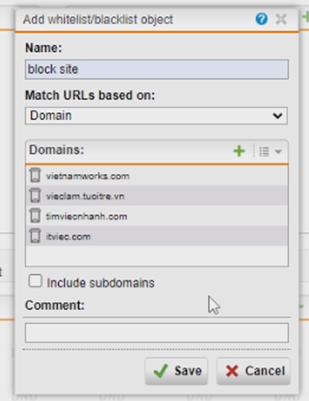 Add whitelist/blacklist object
Name:
block site
Match URLs based on:
Domain
Domains:
vietnamworks.com
vieclam.tuoitre.vn
timviecnhanh.com
itviec.com
Include subdomains
Comment:
Save
Cancel